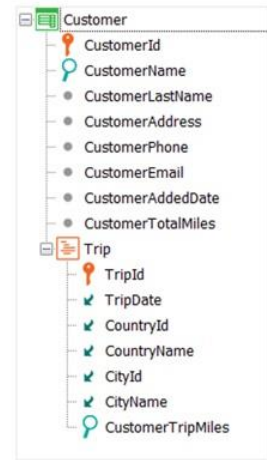 Customer
CustomerId
CustomerName
CustomerLastName
CustomerAddress
CustomerPhone
CustomerEmail
CustomerAddedDate
CustomerTotalMiles
Trip
TripId
TripDate
CountryId
CountryName
CityId
CityName
CustomerTripMiles